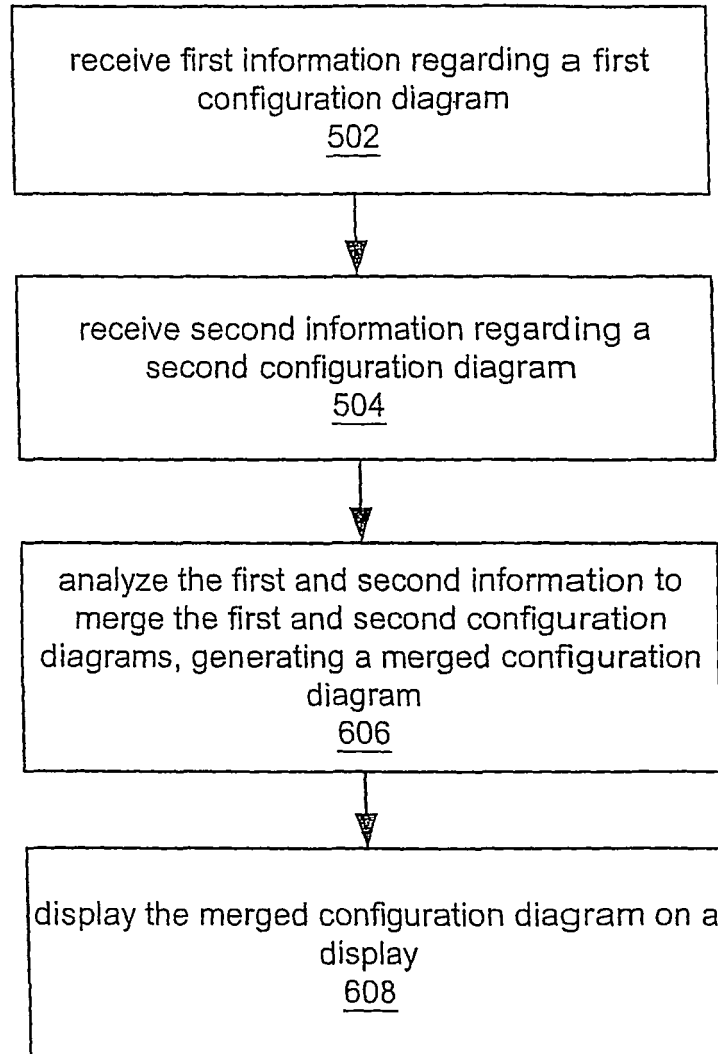 receive first information regarding a first
configuration diagram
502
receive second information regarding a
second configuration diagram
504
analyze the first and second information to
merge the first and second configuration
diagrams, generating a merged configuration
diagram
606
display the merged configuration diagram on a
display
608